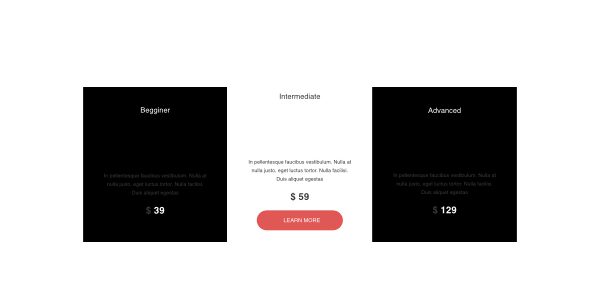 Begginer
In pellentesque faucibus vestibulum. Nulla at
nulla justo, eget luctus tortor. Nulla facilisi.
Duis aliquet egestas
$ 39
Intermediate
In pellentesque faucibus vestibulum. Nulla at
nulla justo, eget luctus tortor. Nulla facilisi.
Duis aliquet egestas
$ 59
LEARN MORE
Advanced
In pellentesque faucibus vestibulum. Nulla at
nulla justo, eget luctus tortor. Nulla facilisi.
Duis aliquet egestas
$ 129